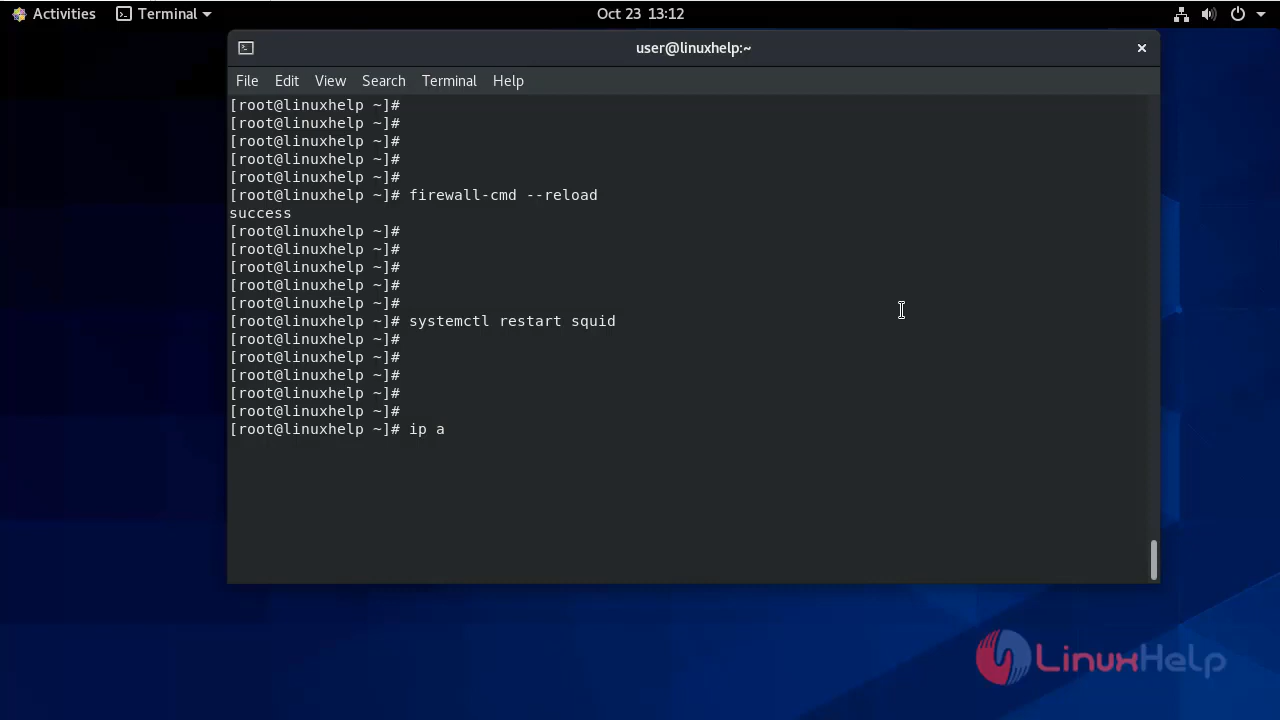 Activities Terminal Oct 23 13:12
user@linuxhelp:~ ×
File Edit View Search Terminal Help
[root@linuxhelp ~]#
[root@linuxhelp ~]#
[root@linuxhelp ~]#
[root@linuxhelp ~]#
[root@linuxhelp ~]#
[root@linuxhelp ~]# firewall-cmd --reload
success
[root@linuxhelp ~]#
[root@linuxhelp ~]#
[root@linuxhelp ~]#
[root@linuxhelp ~]#
[root@linuxhelp ~]#
[root@linuxhelp ~]# systemctl restart squid
[root@linuxhelp ~]#
[root@linuxhelp ~]#
[root@linuxhelp ~]#
[root@linuxhelp ~]#
[root@linuxhelp ~]#
[root@linuxhelp ~]# ip a
LinuxHelp